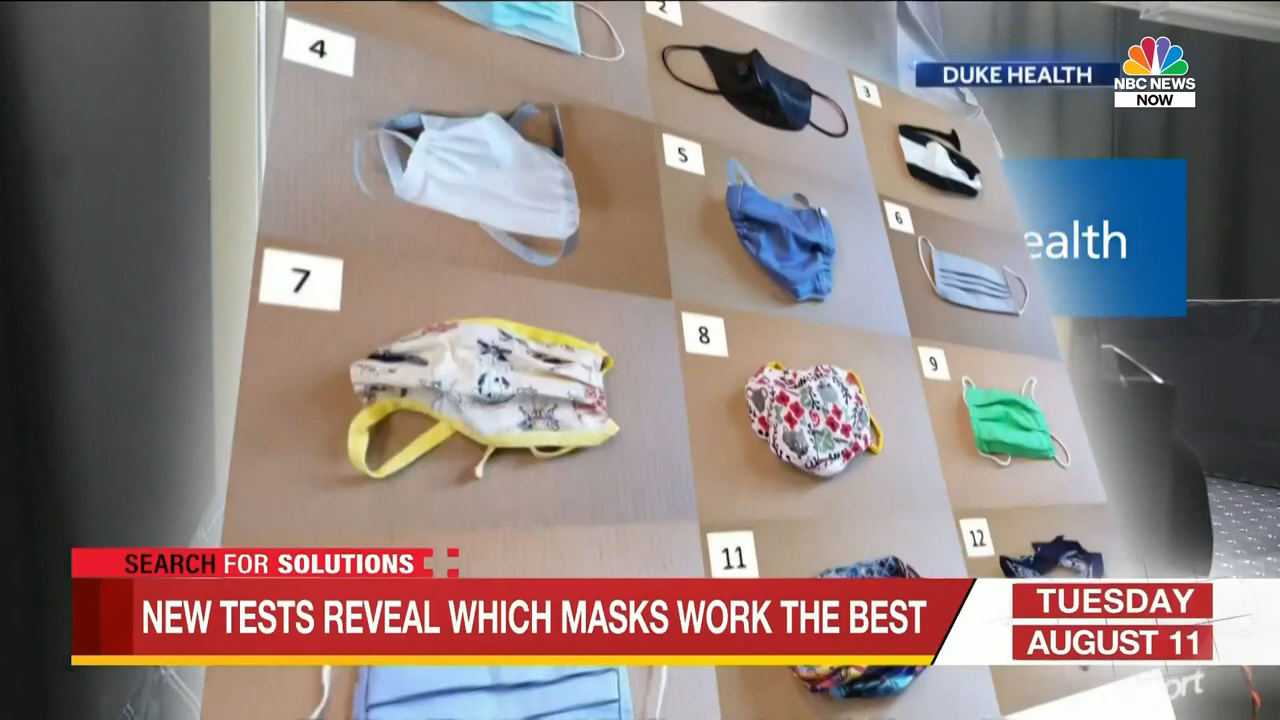 2
4
DUKE HEALTH
NBC NEWS
NOW
3
5
6
ealth
7
8
9
11
12
SEARCH FOR SOLUTIONS
NEW TESTS REVEAL WHICH MASKS WORK THE BEST
TUESDAY
AUGUST 11